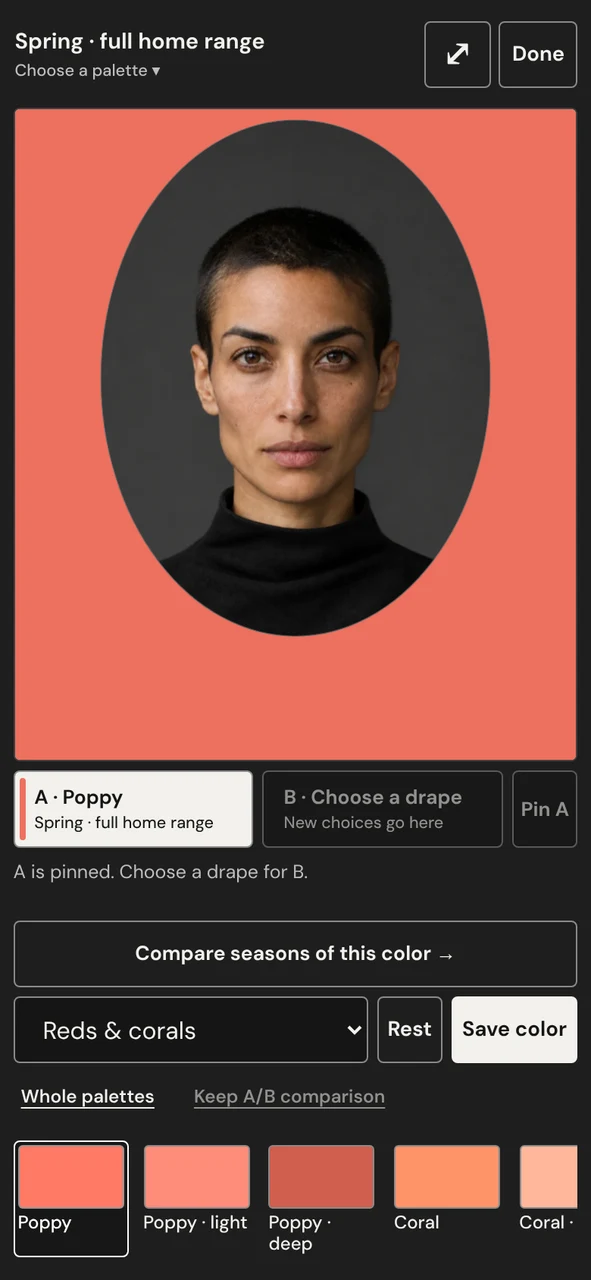 Spring · full home range
Choose a palette ▾
Done
A · Poppy
Spring · full home range
B · Choose a drape
New choices go here
Pin A
A is pinned. Choose a drape for B.
Compare seasons of this color →
Reds & corals
Rest
Save color
Whole palettes
Keep A/B comparison
Poppy
Poppy · light
Poppy ·
deep
Coral
Coral ·